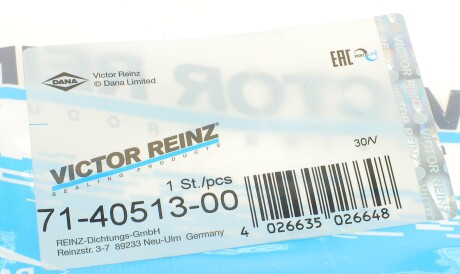 DANA
Victor Reinz
© Dana Limited
EAC
30/V
VICTOR REINZ®
SEALING PRODUCTS
1 St./pcs
71-40513-00
REINZ-Dichtungs-GmbH
Reinzstr. 3-7 89233 Neu-Ulm Germany
4 026635 026648